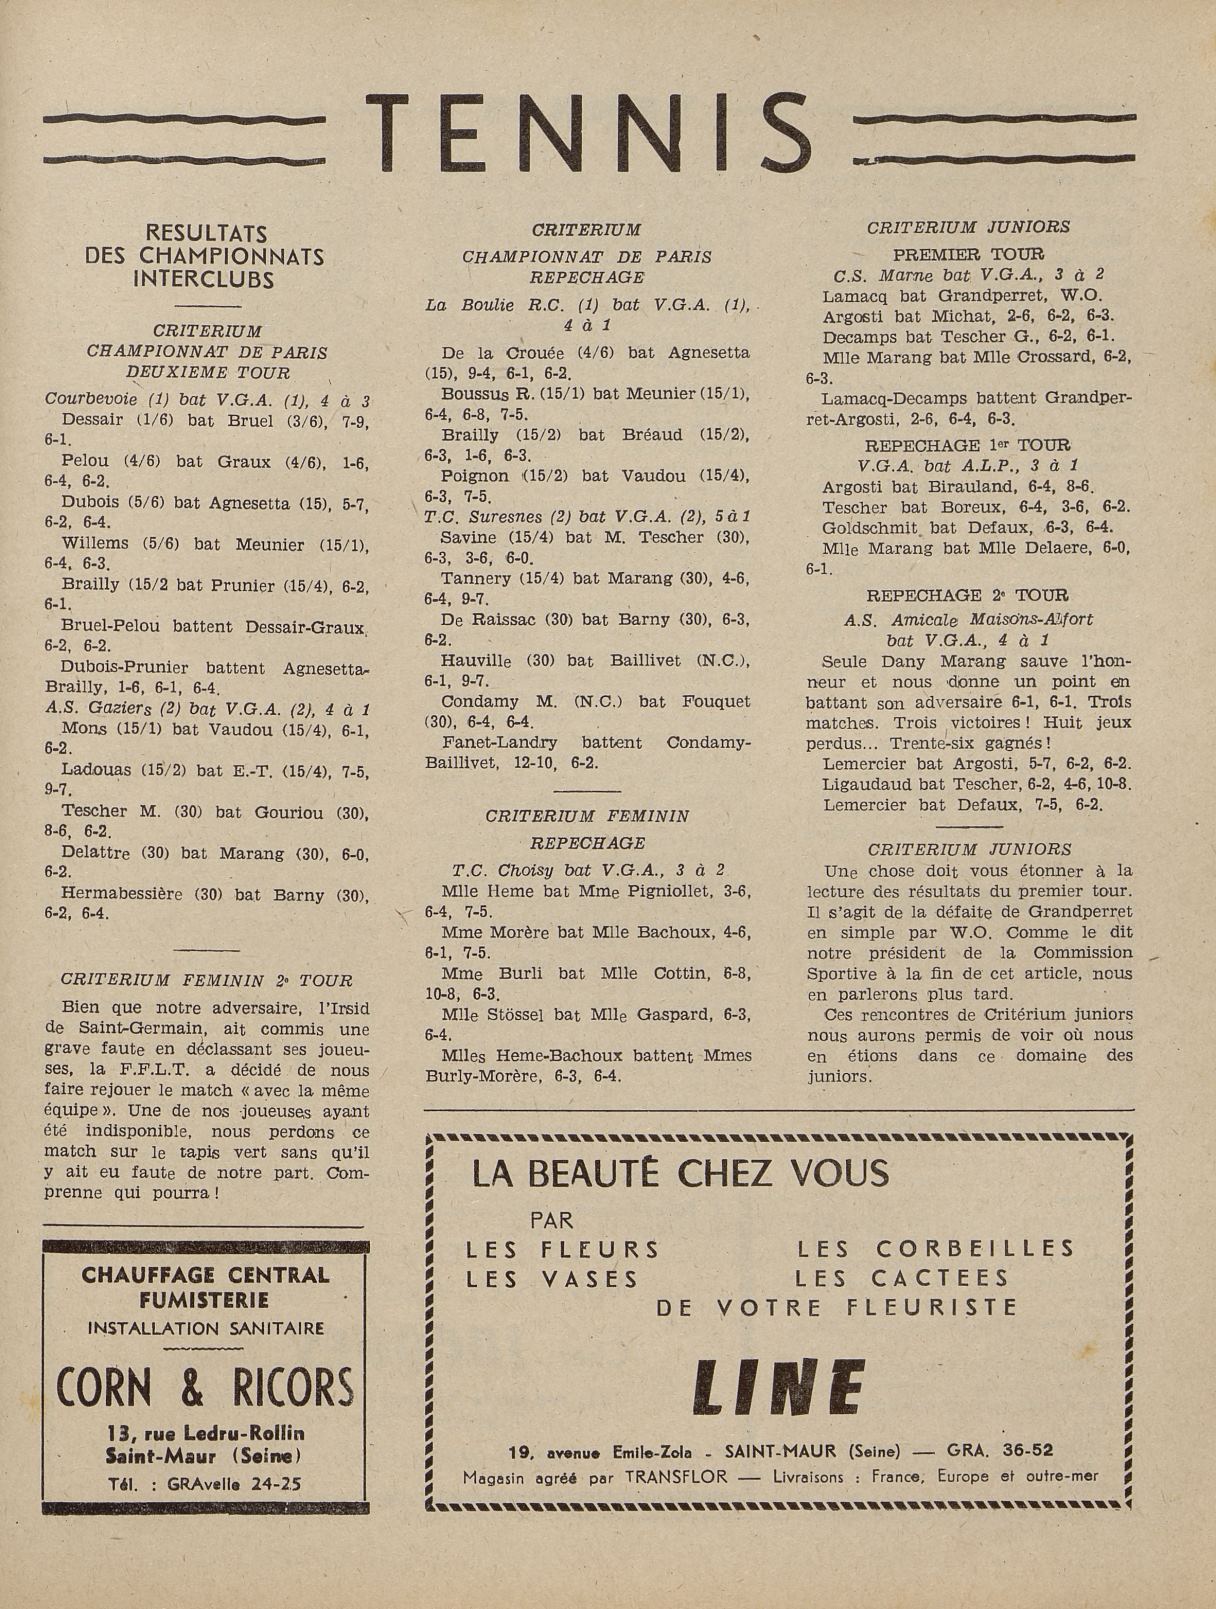 TENNIS
RESULTATS
DES CHAMPIONNATS
INTERCLUBS
CRITERIUM
CHAMPIONNAT DE PARIS
DEUXIEME TOUR
Courbevoie (1) bat V.G.A. (1), 4 à 3
Dessair (1/6) bat Bruel (3/6), 7-9,
6-1.
Pelou (4/6) bat Graux (4/6), 1-6,
6-4, 6-2.
Dubois (5/6) bat Agnesetta (15), 5-7,
6-2, 6-4.
Willems (5/6) bat Meunier (15/1),
6-4, 6-3.
Brailly (15/2 bat Prunier (15/4), 6-2,
6-1.
Bruel-Pelou battent Dessair-Graux,
6-2, 6-2.
Dubois-Prunier battent Agnesetta-
Brailly, 1-6, 6-1, 6-4.
A.S. Gaziers (2) bat V.G.A. (2), 4 à 1
Mons (15/1) bat Vaudou (15/4), 6-1,
6-2.
Ladouas (15/2) bat E.-T. (15/4), 7-5,
9-7.
Tescher M. (30) bat Gouriou (30),
8-6, 6-2.
Delattre (30) bat Marang (30), 6-0,
6-2.
Hermabessière (30) bat Barny (30),
6-2, 6-4.
CRITERIUM FEMININ 2e TOUR
Bien que notre adversaire, l'Irsid
de Saint-Germain, ait commis une
grave faute en déclassant ses joueu-
ses, la F.F.L.T. a décidé de nous
faire rejouer le match « avec la même
équipe ». Une de nos joueuses ayant
été indisponible, nous perdons ce
match sur le tapis vert sans qu'il
y ait eu faute de notre part. Com-
prenne qui pourra !
CHAUFFAGE CENTRAL
FUMISTERIE
INSTALLATION SANITAIRE
CORN & RICORS
13, rue Ledru-Rollin
Saint-Maur (Seine)
Tél. : GRAvelle 24-25
CRITERIUM
CHAMPIONNAT DE PARIS
REPECHAGE
La Boulie R.C. (1) bat V.G.A. (1),
4 à 1
De la Crouée (4/6) bat Agnesetta
(15), 9-4, 6-1, 6-2.
Boussus R. (15/1) bat Meunier (15/1),
6-4, 6-8, 7-5.
Brailly (15/2) bat Bréaud (15/2),
6-3, 1-6, 6-3.
Poignon (15/2) bat Vaudou (15/4),
6-3, 7-5.
T.C. Suresnes (2) bat V.G.A. (2), 5 à 1
Savine (15/4) bat M. Tescher (30),
6-3, 3-6, 6-0.
Tannery (15/4) bat Marang (30), 4-6,
6-4, 9-7.
De Raissac (30) bat Barny (30), 6-3,
6-2.
Hauville (30) bat Baillivet (N.C.),
6-1, 9-7.
Condamy M. (N.C.) bat Fouquet
(30), 6-4, 6-4.
Fanet-Landry battent Condamy-
Baillivet, 12-10, 6-2.
CRITERIUM FEMININ
REPECHAGE
T.C. Choisy bat V.G.A., 3 à 2
Mlle Heme bat Mme Pigniollet, 3-6,
6-4, 7-5.
Mme Morère bat Mlle Bachoux, 4-6,
6-1, 7-5.
Mme Burli bat Mlle Cottin, 6-8,
10-8, 6-3.
Mlle Stössel bat Mlle Gaspard, 6-3,
6-4.
Mlles Heme-Bachoux battent Mmes
Burly-Morère, 6-3, 6-4.
CRITERIUM JUNIORS
PREMIER TOUR
C.S. Marne bat V.G.A., 3 à 2
Lamacq bat Grandperret, W.O.
Argosti bat Michat, 2-6, 6-2, 6-3.
Decamps bat Tescher G., 6-2, 6-1.
Mlle Marang bat Mlle Crossard, 6-2,
6-3.
Lamacq-Decamps battent Grandper-
ret-Argosti, 2-6, 6-4, 6-3.
REPECHAGE 1er TOUR
V.G.A. bat A.L.P., 3 à 1
Argosti bat Birauland, 6-4, 8-6.
Tescher bat Boreux, 6-4, 3-6, 6-2.
Goldschmit bat Defaux, 6-3, 6-4.
Mlle Marang bat Mlle Delaere, 6-0,
6-1.
REPECHAGE 2e TOUR
A.S. Amicale Maisons-Alfort
bat V.G.A., 4 à 1
Seule Dany Marang sauve l'hon-
neur et nous donne un point en
battant son adversaire 6-1, 6-1. Trois
matches. Trois victoires ! Huit jeux
perdus... Trente-six gagnés !
Lemercier bat Argosti, 5-7, 6-2, 6-2.
Ligaudaud bat Tescher, 6-2, 4-6, 10-8.
Lemercier bat Defaux, 7-5, 6-2.
CRITERIUM JUNIORS
Une chose doit vous étonner à la
lecture des résultats du premier tour.
Il s'agit de la défaite de Grandperret
en simple par W.O. Comme le dit
notre président de la Commission
Sportive à la fin de cet article, nous
en parlerons plus tard.
Ces rencontres de Critérium juniors
nous aurons permis de voir où nous
en étions dans ce domaine des
juniors.
LA BEAUTÉ CHEZ VOUS
PAR
LES FLEURS LES CORBEILLES
LES VASES LES CACTEES
DE VOTRE FLEURISTE
LINE
19, avenue Emile-Zola - SAINT-MAUR (Seine) — GRA. 36-52
Magasin agréé par TRANSFLOR — Livraisons : France, Europe et outre-mer